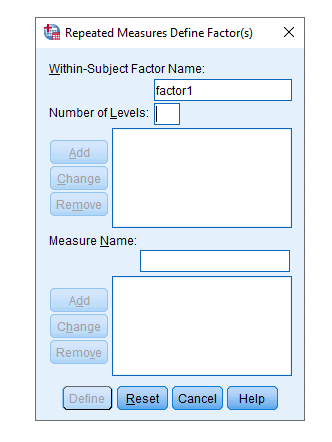 Repeated Measures Define Factor(s)
Within-Subject Factor Name:
factor1
Number of Levels:
Add
Change
Remove
Measure Name:
Add
Change
Remove
Define Reset Cancel Help